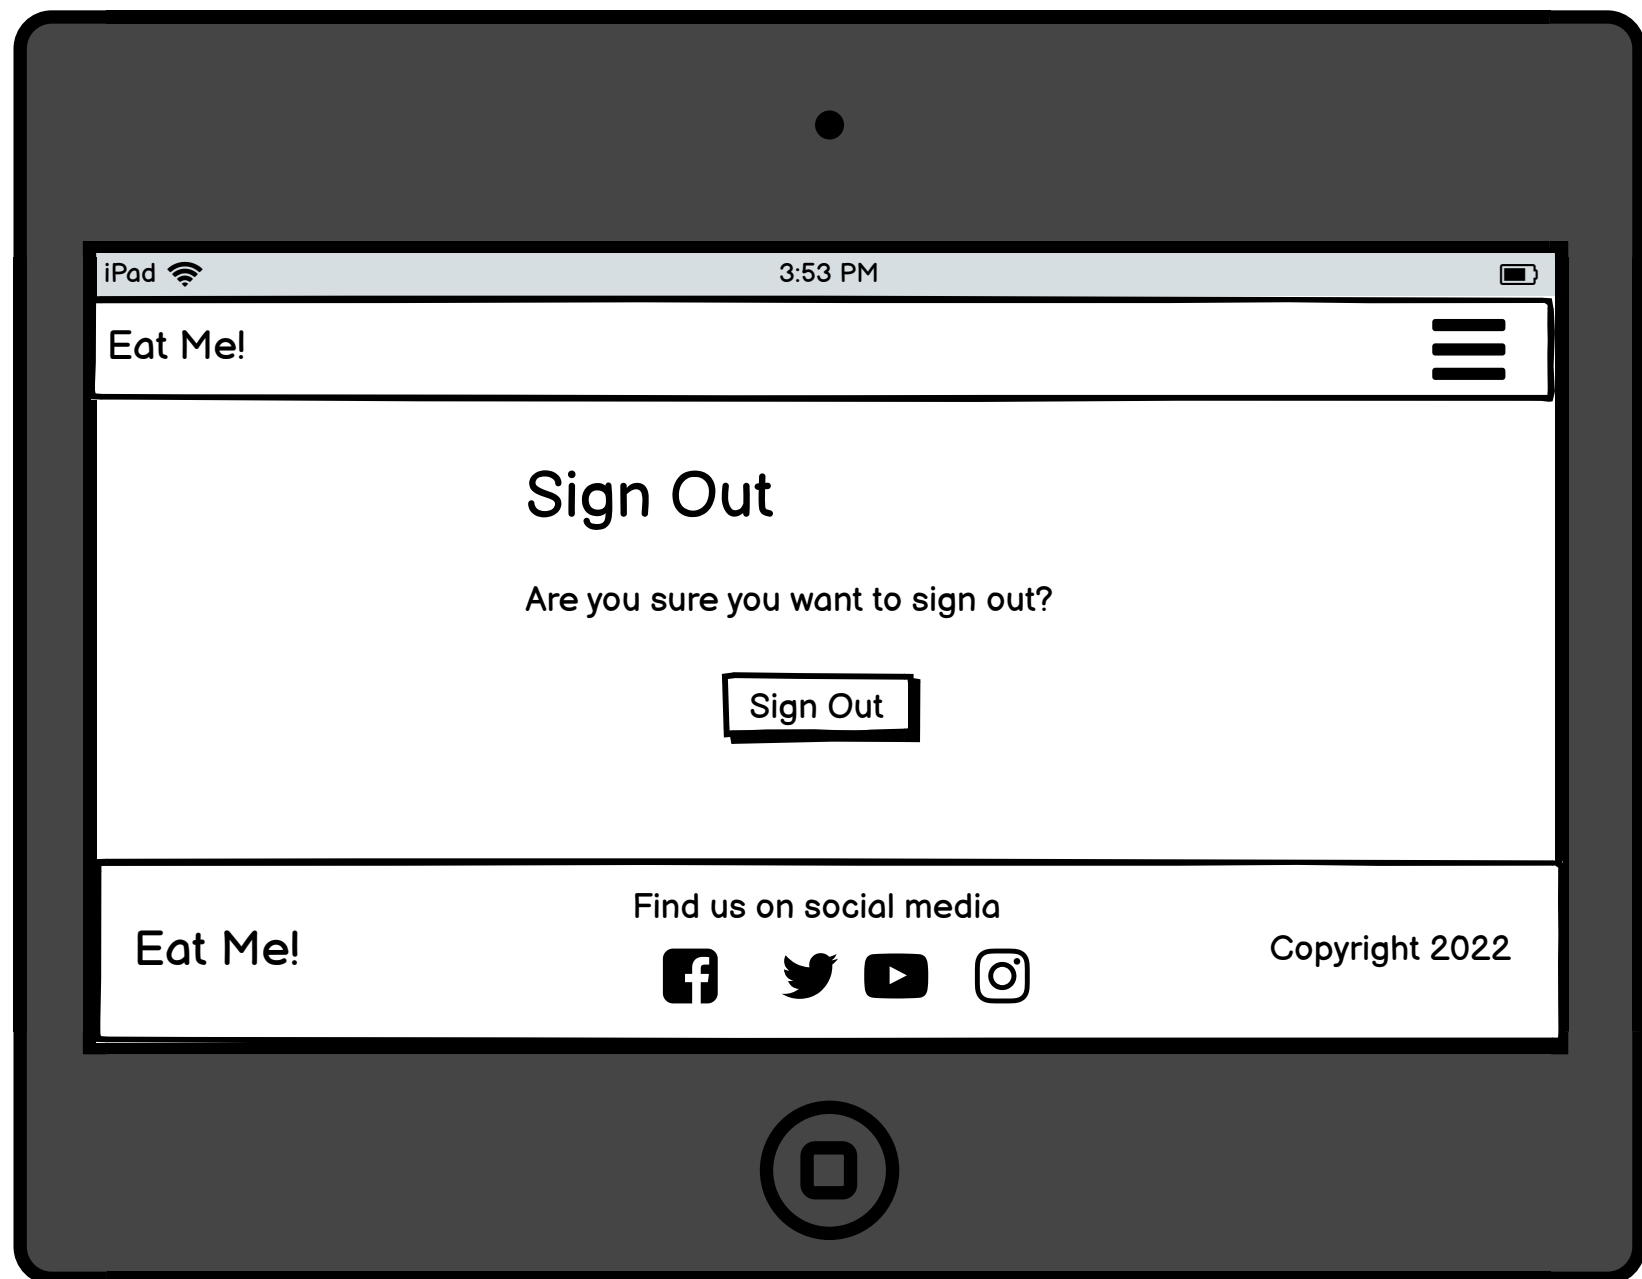 iPad
3:53 PM
Eat Me!
Sign Out
Are you sure you want to sign out?
Sign Out
Find us on social media
Eat Me!
Copyright 2022